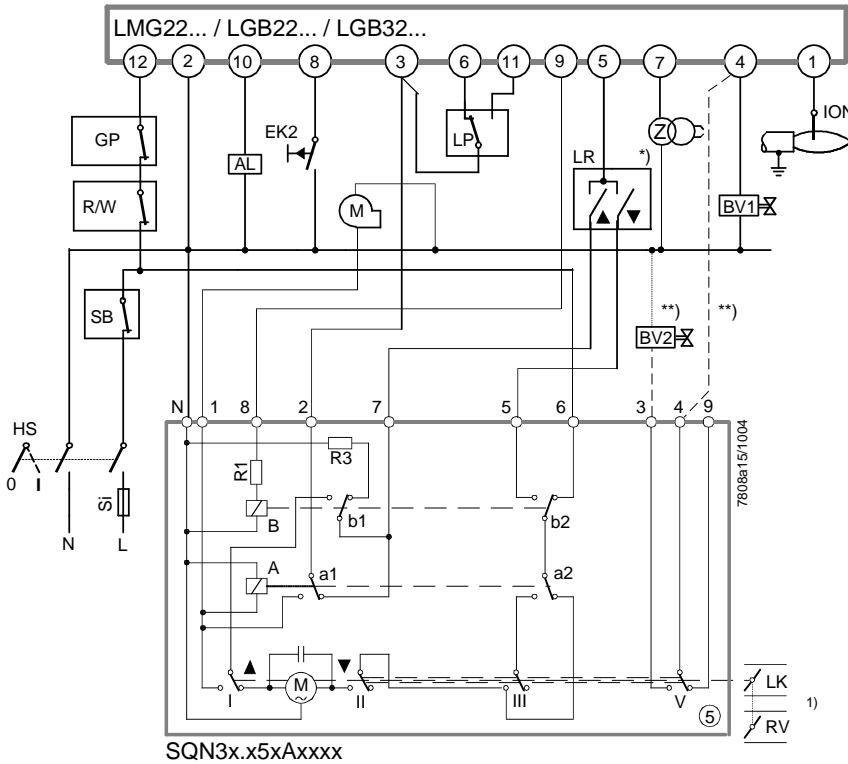 LMG22... / LGB22... / LGB32...
12 2 10 8 3 6 11 9 5 7 4 1
GP
EK2
AL
LP
LR *)
Z
ION
R/W
M
BV1
SB
**) **)
BV2
N 1 8 2 7 5 6 3 4 9
HS
0 I
Si
N L
R3
R1
B b1 b2
A a1 a2
7808a15/1004
M
I II III V
LK
1)
RV
5
SQN3x.x5xAxxxx